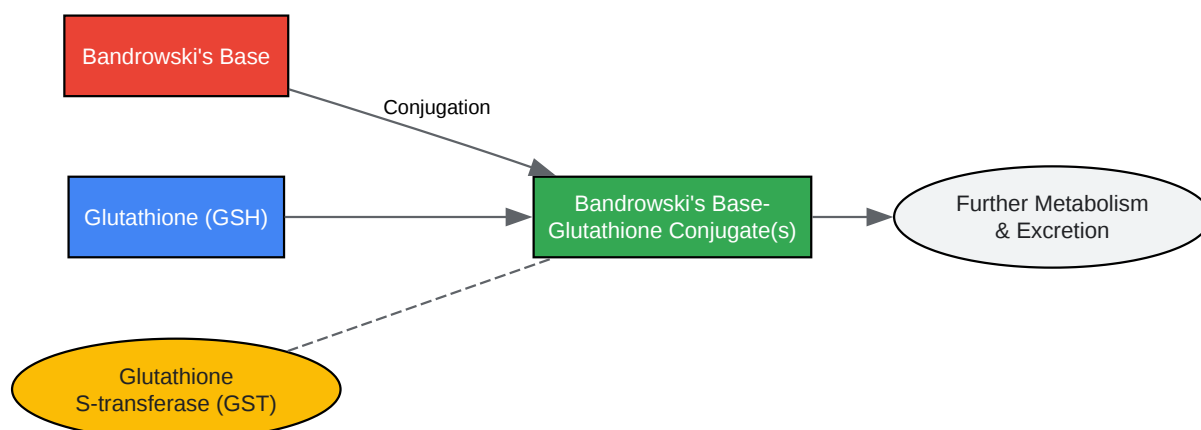 Bandrowski's Base
Conjugation
Glutathione (GSH)
Bandrowski's Base-
Glutathione Conjugate(s)
Further Metabolism
& Excretion
Glutathione
S-transferase (GST)